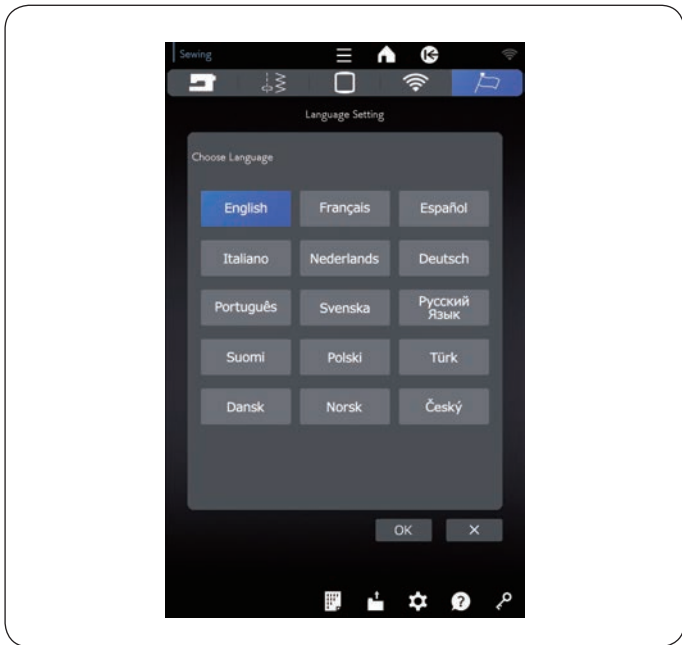 Sewing
Language Setting
Choose Language
English Français Español
Italiano Nederlands Deutsch
Português Svenska Русский
Язык
Suomi Polski Türk
Dansk Norsk Český
OK ×